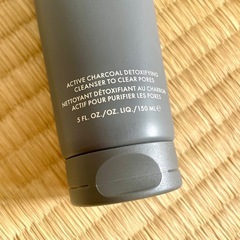 ACTIVE CHARCOAL DETOXIFYING
CLEANSER TO CLEAR PORES
NETTOYANT DÉTOXIFIANT AU CHARBON
ACTIF POUR PURIFIER LES PORES
5 FL. OZ./OZ. LIQ./150 ML ℮